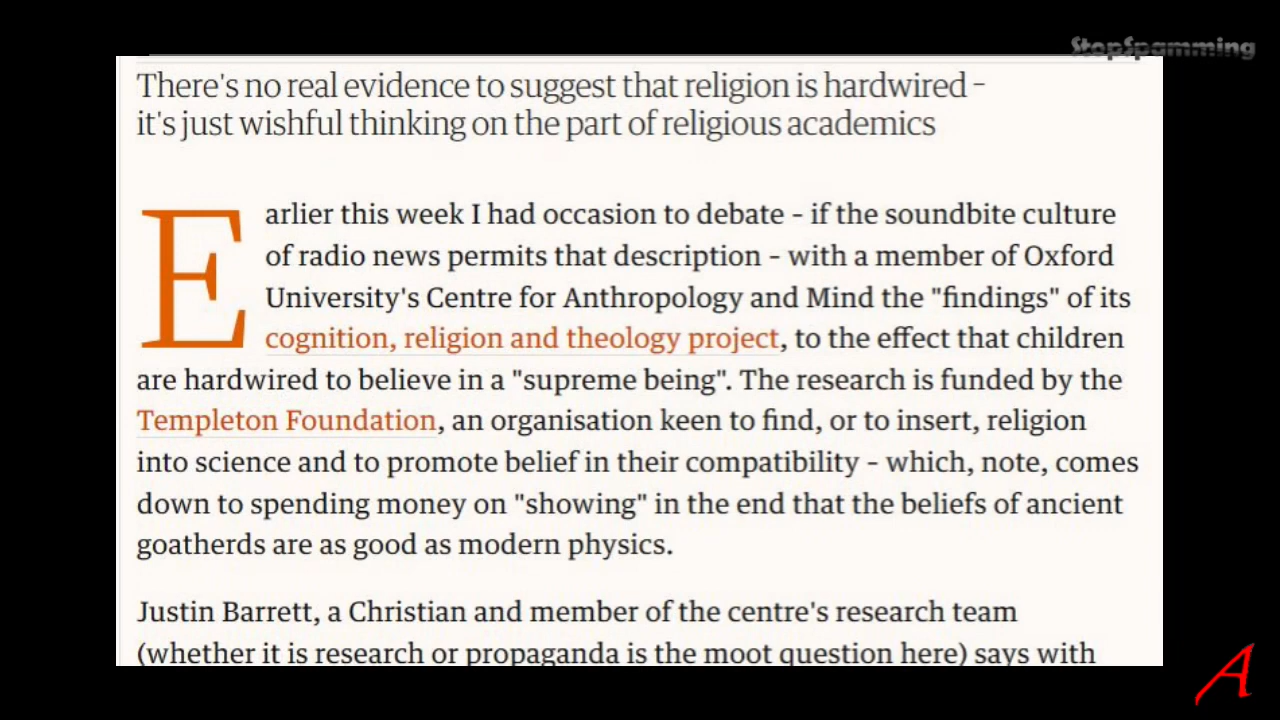 StopSpamming
There's no real evidence to suggest that religion is hardwired –
it's just wishful thinking on the part of religious academics
Earlier this week I had occasion to debate – if the soundbite culture
of radio news permits that description – with a member of Oxford
University's Centre for Anthropology and Mind the "findings" of its
cognition, religion and theology project, to the effect that children
are hardwired to believe in a "supreme being". The research is funded by the
Templeton Foundation, an organisation keen to find, or to insert, religion
into science and to promote belief in their compatibility – which, note, comes
down to spending money on "showing" in the end that the beliefs of ancient
goatherds are as good as modern physics.
Justin Barrett, a Christian and member of the centre's research team
(whether it is research or propaganda is the moot question here) says with
A